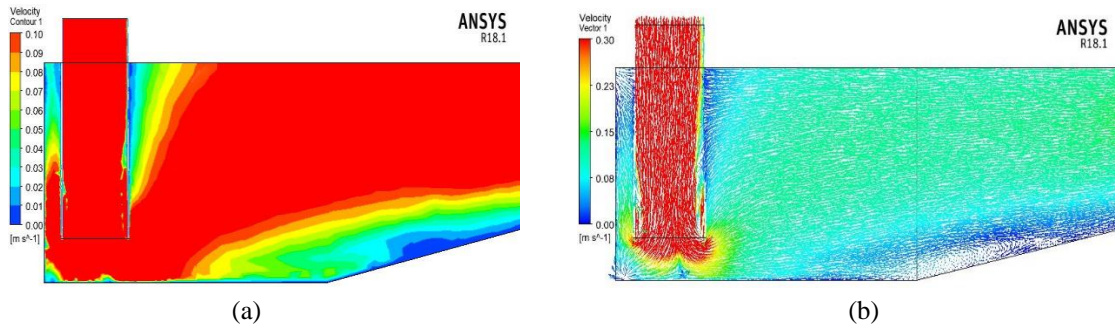 Velocity
Contour 1
0.10
0.09
0.08
0.07
0.06
0.05
0.04
0.03
0.02
0.01
0.00
[m s^-1]
ANSYS
R18.1
(a)
Velocity
Vector 1
0.30
0.23
0.15
0.08
0.00
[m s^-1]
ANSYS
R18.1
(b)